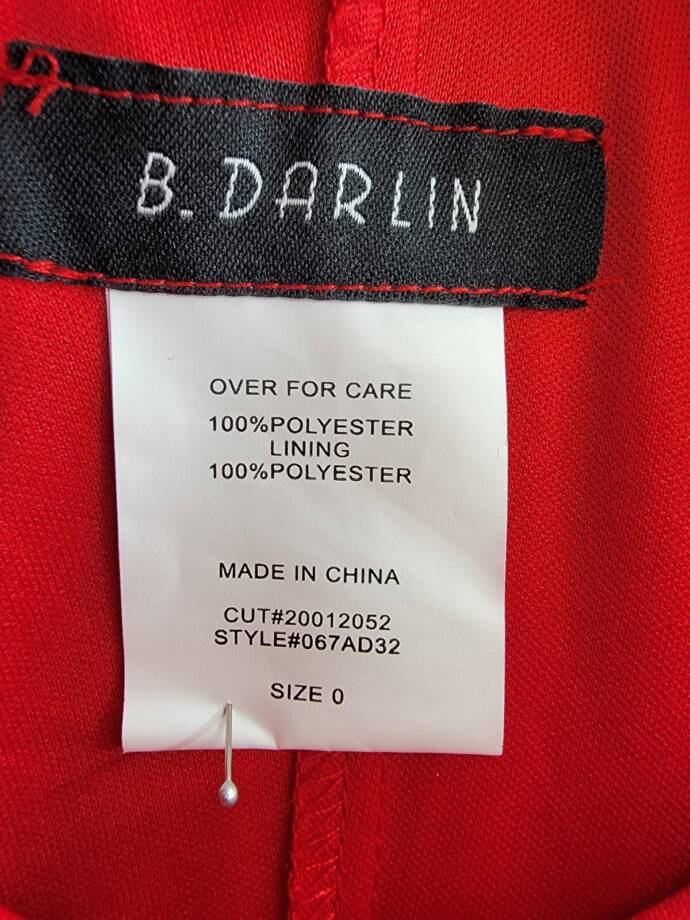 B. DARLIN
OVER FOR CARE
100%POLYESTER
LINING
100%POLYESTER
MADE IN CHINA
CUT#20012052
STYLE#067AD32
SIZE 0